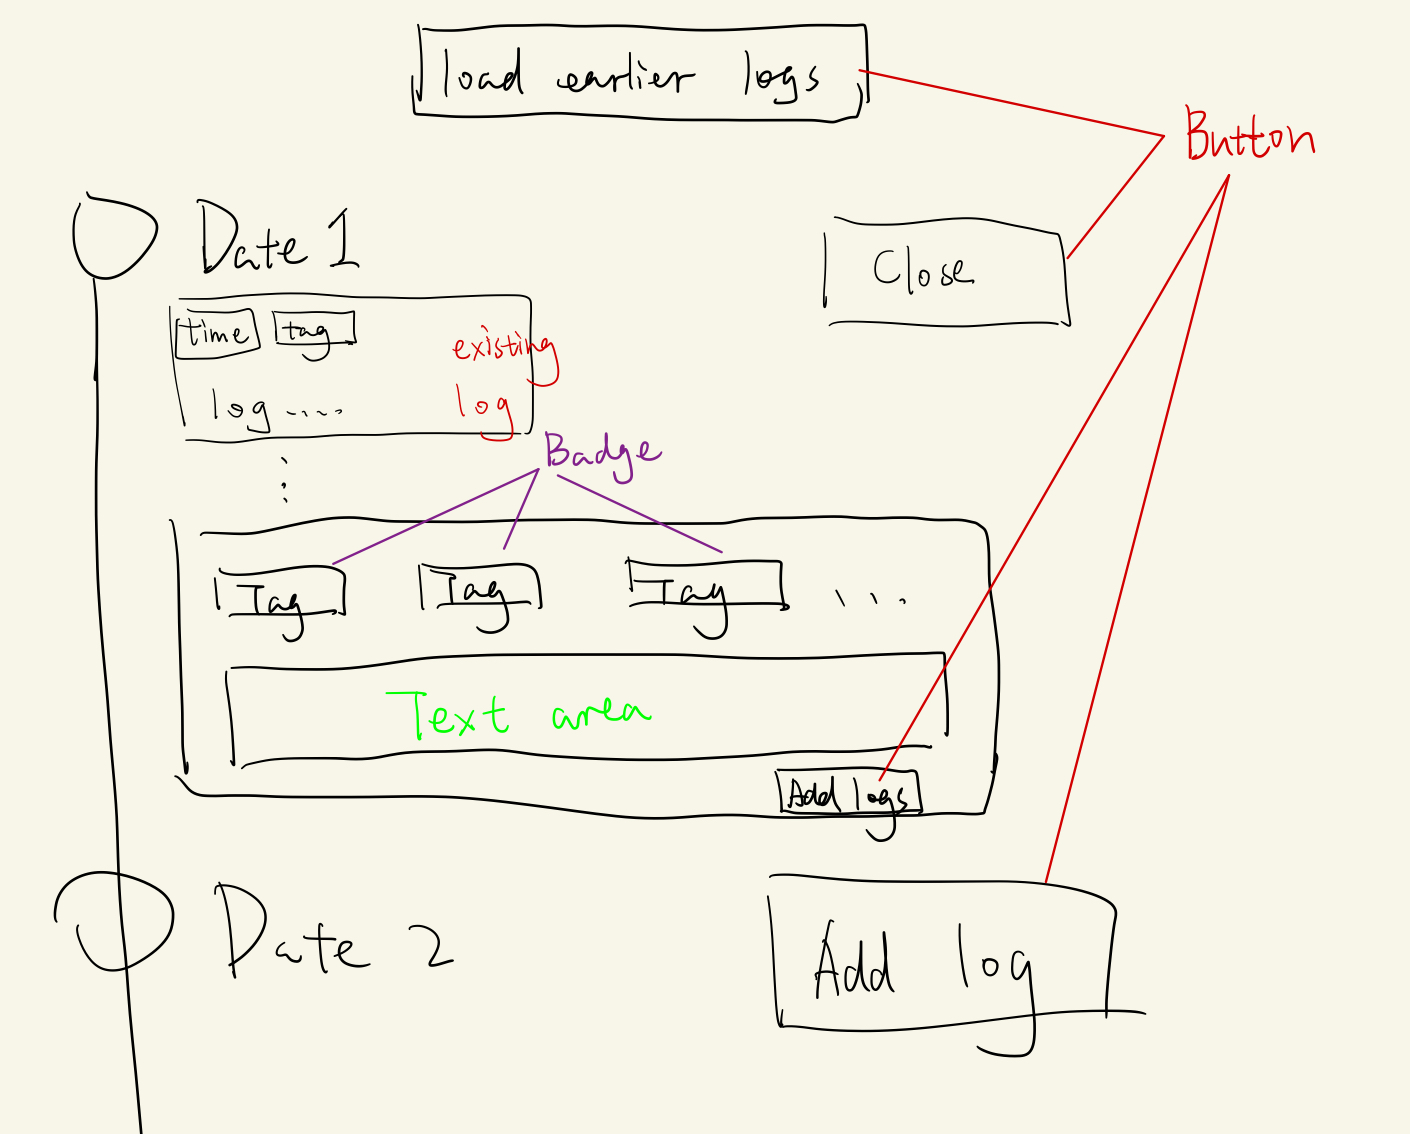 load earlier logs
Button
Date 1
Close
time tag existing
log ..... log
Badge
Tag Tag Tag ...
Text area
Add logs
Date 2
Add log